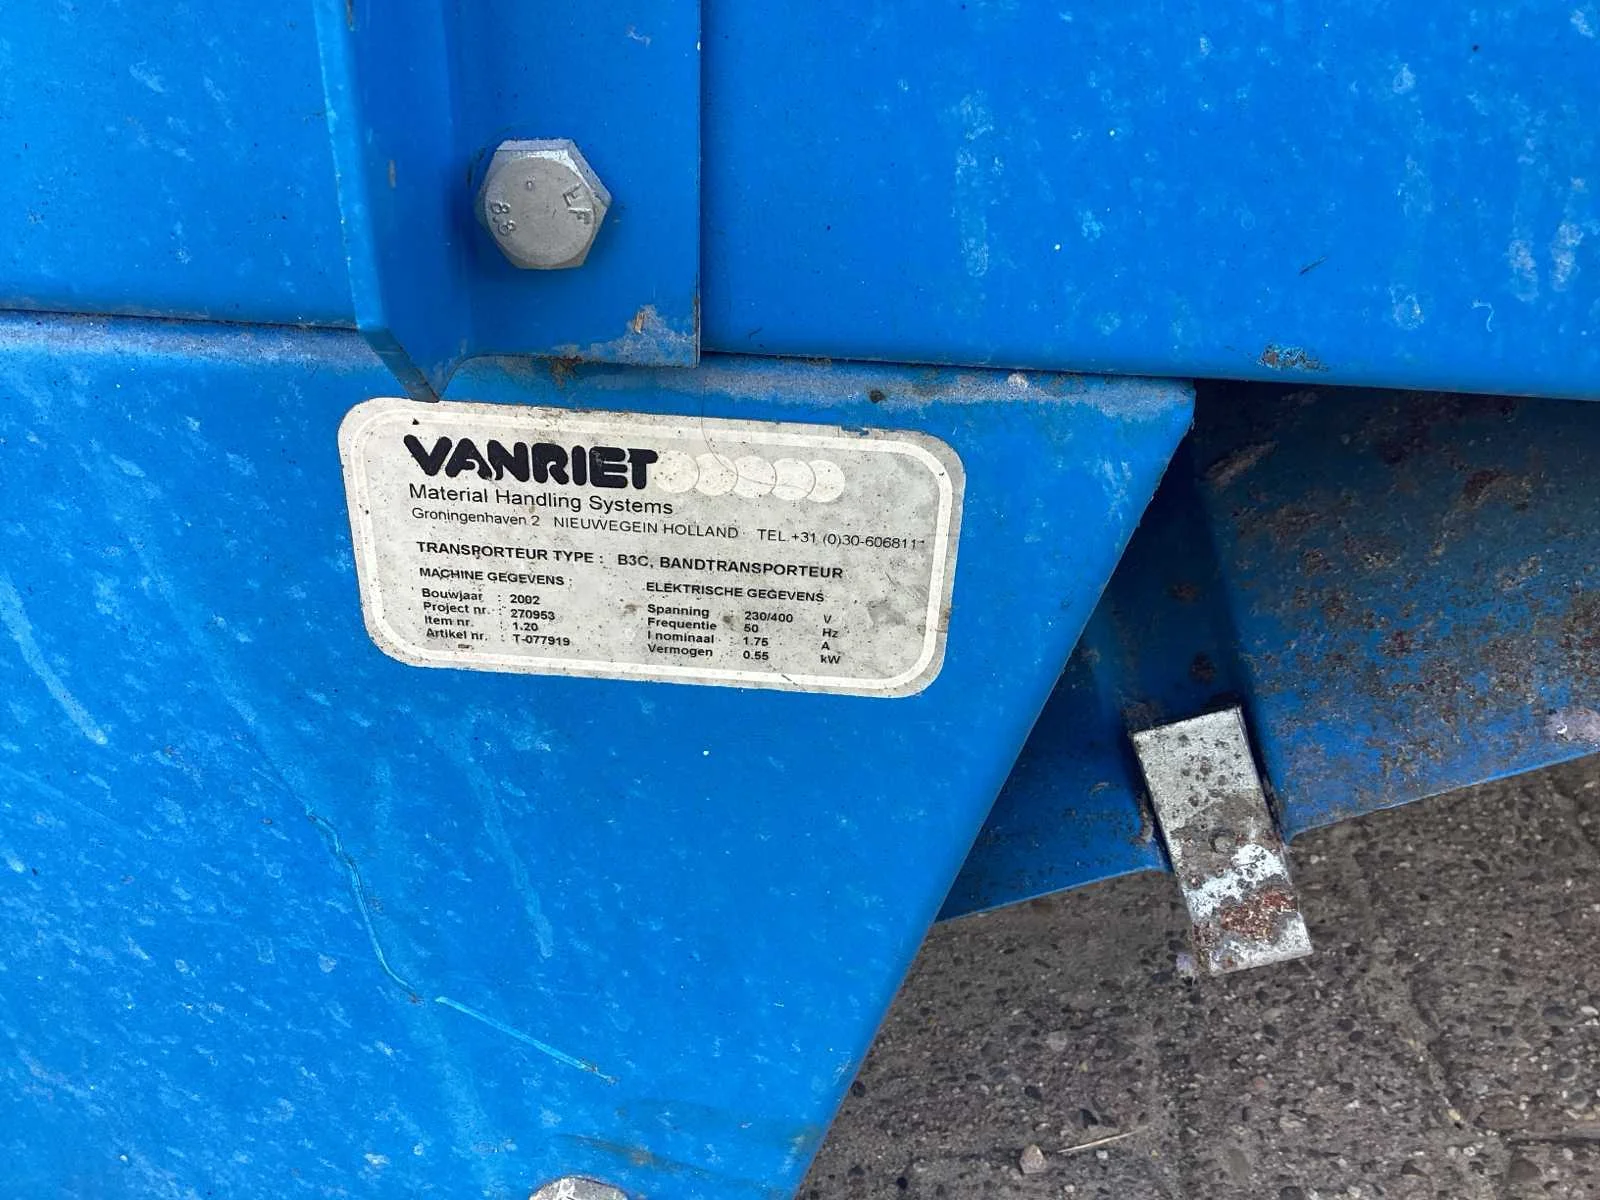 LF
8.8
VANRIET
Material Handling Systems
Groningenhaven 2 NIEUWEGEIN HOLLAND TEL.+31 (0)30-606811
TRANSPORTEUR TYPE : B3C, BANDTRANSPORTEUR
MACHINE GEGEVENS : ELEKTRISCHE GEGEVENS
Bouwjaar : 2002 Spanning : 230/400 V
Project nr. : 270953 Frequentie : 50 Hz
Item nr. : 1.20 I nominaal : 1.75 A
Artikel nr. : T-077919 Vermogen : 0.55 kW